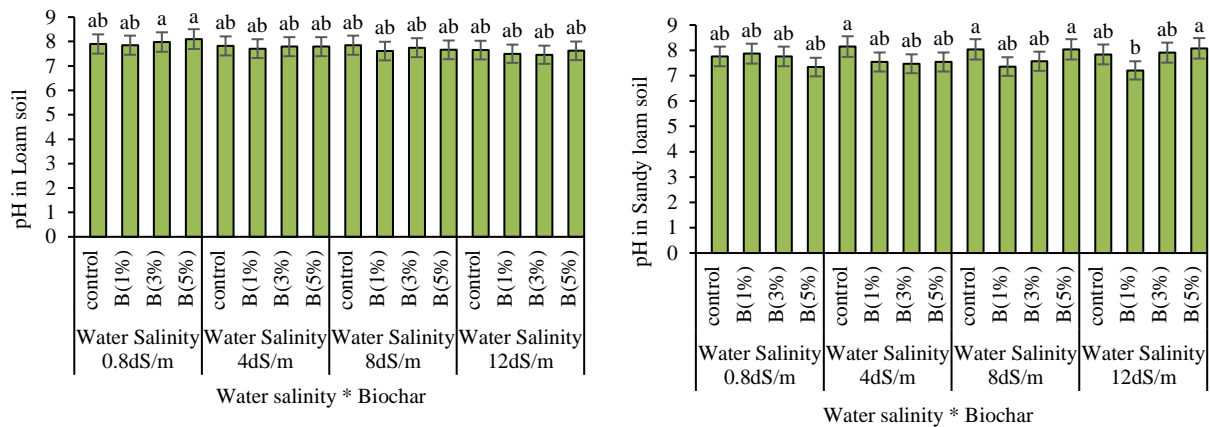 ab ab a a ab ab ab ab ab ab ab ab ab ab ab ab
9
8
7
6
5
4
3
2
1
0
pH in Loam soil
control
B(1%)
B(3%)
B(5%)
control
B(1%)
B(3%)
B(5%)
control
B(1%)
B(3%)
B(5%)
control
B(1%)
B(3%)
B(5%)
Water Salinity
0.8dS/m
Water Salinity
4dS/m
Water Salinity
8dS/m
Water Salinity
12dS/m
Water salinity * Biochar
ab ab ab ab a ab ab ab a ab ab a ab b ab a
9
8
7
6
5
4
3
2
1
0
pH in Sandy loam soil
control
B(1%)
B(3%)
B(5%)
control
B(1%)
B(3%)
B(5%)
control
B(1%)
B(3%)
B(5%)
control
B(1%)
B(3%)
B(5%)
Water Salinity
0.8dS/m
Water Salinity
4dS/m
Water Salinity
8dS/m
Water Salinity
12dS/m
Water salinity * Biochar